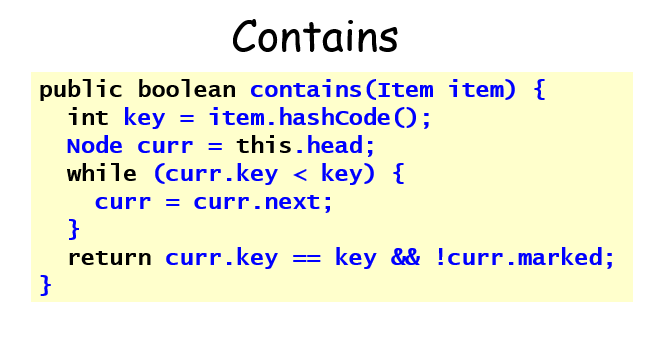 Contains
public boolean contains(Item item) {
  int key = item.hashCode();
  Node curr = this.head;
  while (curr.key < key) {
    curr = curr.next;
  }
  return curr.key == key && !curr.marked;
}